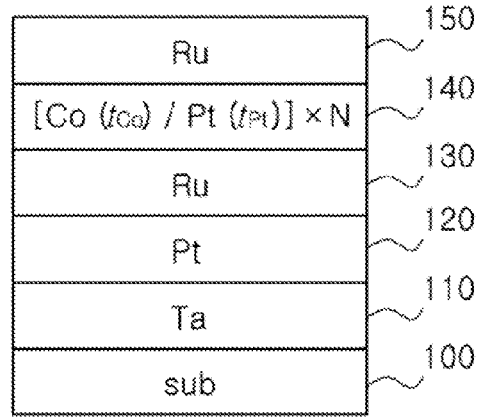 Ru 150
[Co (tCo) / Pt (tPt)] × N 140
Ru 130
Pt 120
Ta 110
sub 100